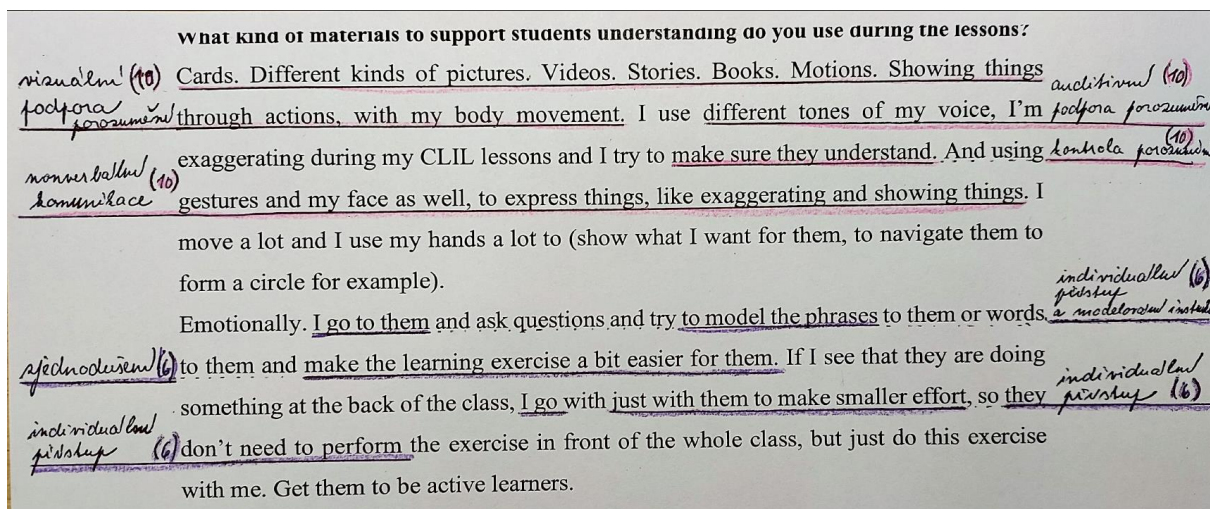 What kind of materials to support students understanding do you use during the lessons?
vizuální (10) Cards. Different kinds of pictures. Videos. Stories. Books. Motions. Showing things auditivní (10)
podpora porozumění through actions, with my body movement. I use different tones of my voice, I'm podpora porozumění
exaggerating during my CLIL lessons and I try to make sure they understand. And using kontrola porozumění (10)
nonverbální komunikace (10) gestures and my face as well, to express things, like exaggerating and showing things. I
move a lot and I use my hands a lot to (show what I want for them, to navigate them to
form a circle for example).
individuální přístup (6)
Emotionally. I go to them and ask questions and try to model the phrases to them or words. a modelování
zjednodušení (6) to them and make the learning exercise a bit easier for them. If I see that they are doing
something at the back of the class, I go with just with them to make smaller effort, so they individuální přístup (6)
individuální přístup (6) don't need to perform the exercise in front of the whole class, but just do this exercise
with me. Get them to be active learners.